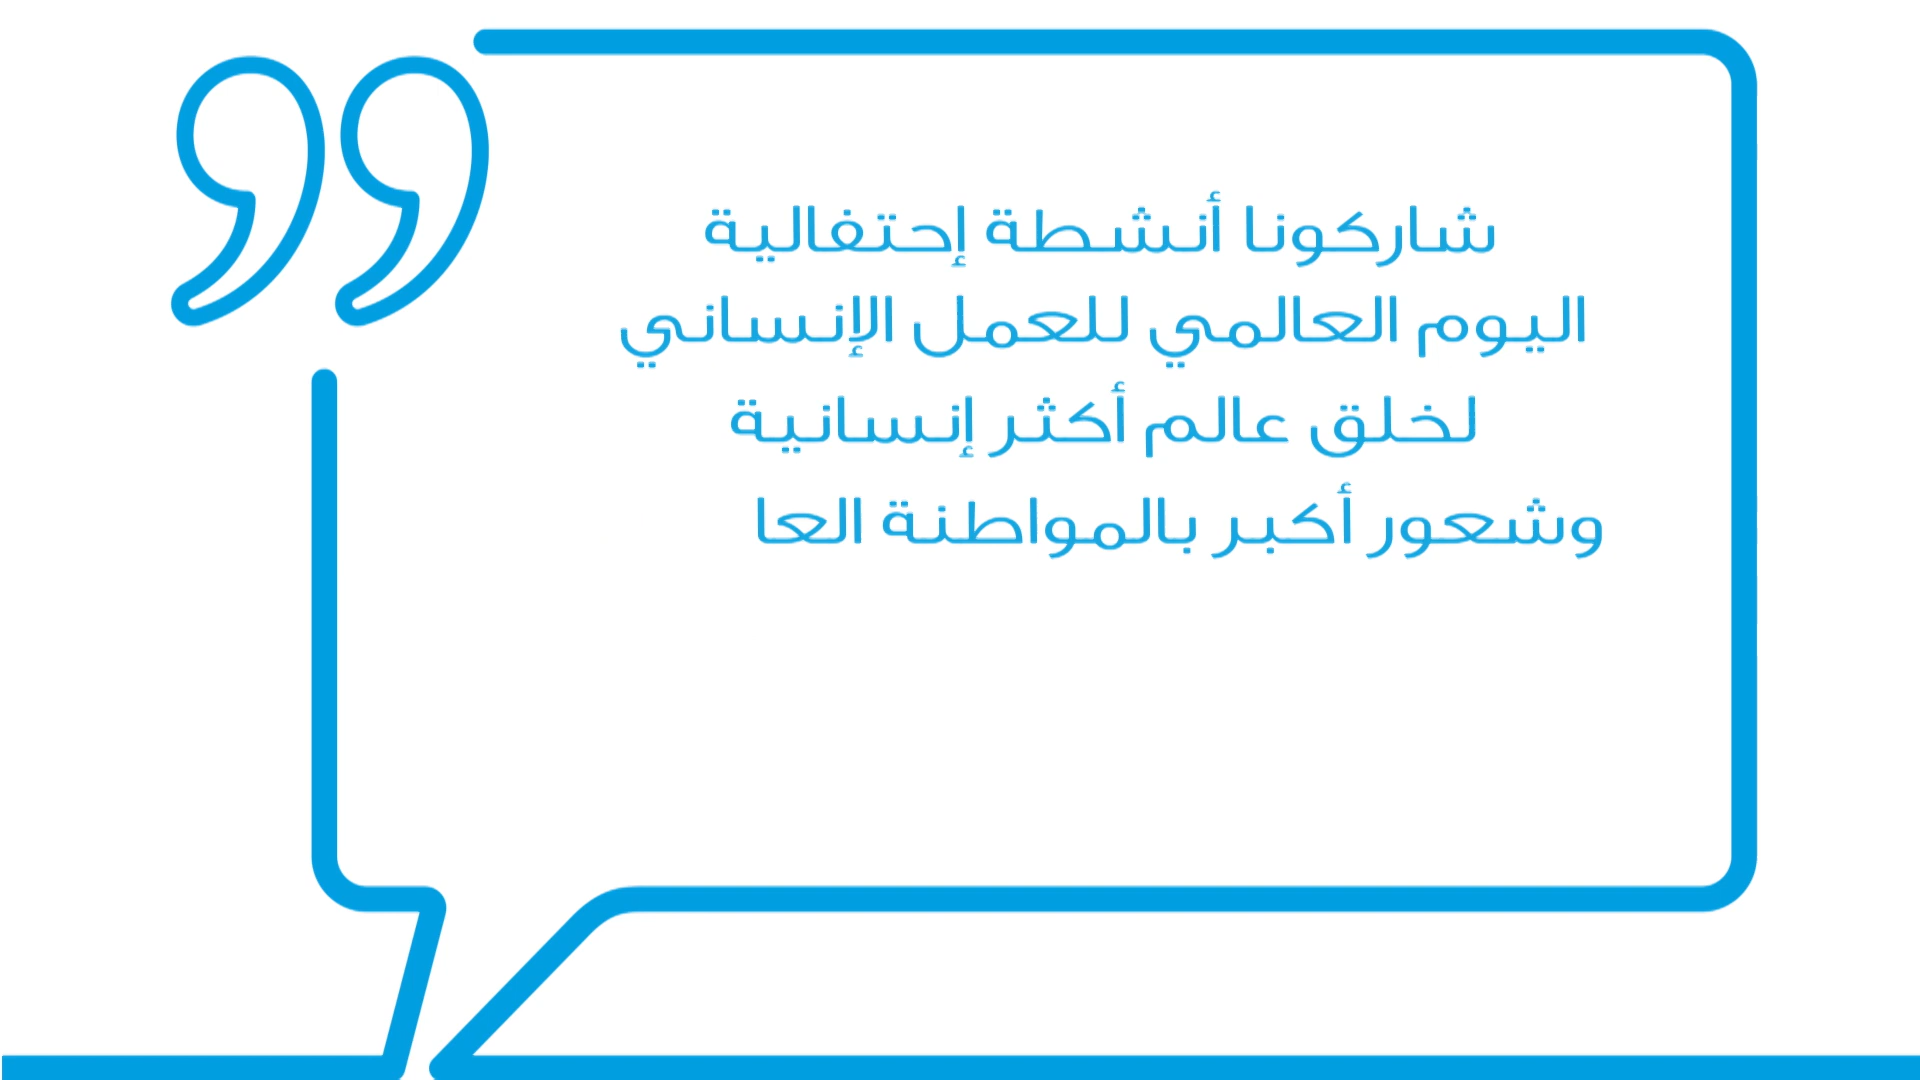 شاركونا أنشطة إحتفالية
اليوم العالمي للعمل الإنساني
لخلق عالم أكثر إنسانية
وشعور أكبر بالمواطنة العا